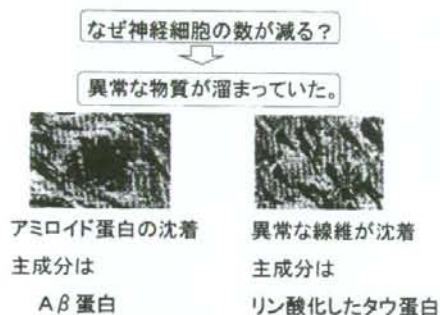 なぜ神経細胞の数が減る？
異常な物質が溜まっていた。
アミロイド蛋白の沈着
主成分は
Aβ蛋白
異常な線維が沈着
主成分は
リン酸化したタウ蛋白